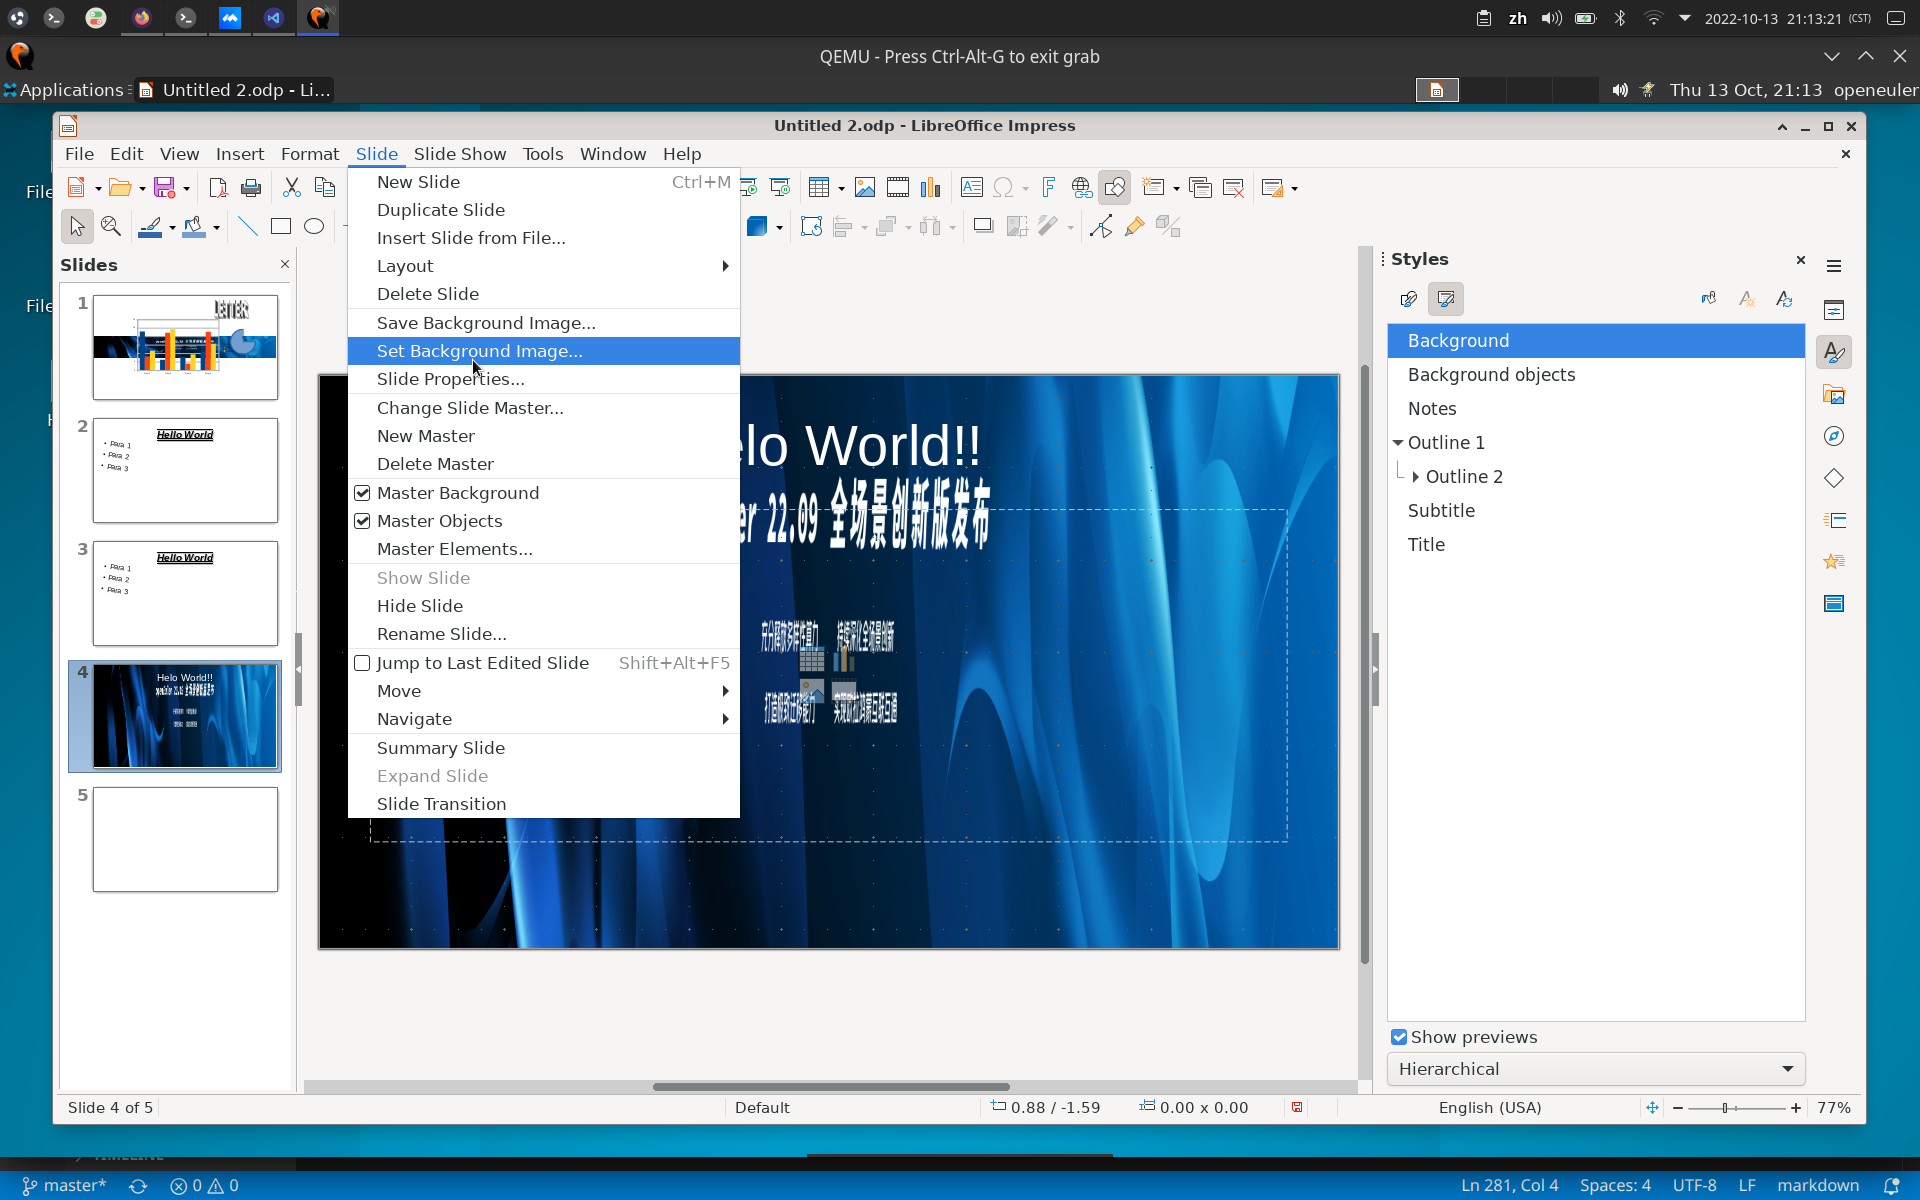 zh
2022-10-13 21:13:21 (CST)
QEMU - Press Ctrl-Alt-G to exit grab
Applications
Untitled 2.odp - Li...
Thu 13 Oct, 21:13 openeuler
Untitled 2.odp - LibreOffice Impress
File Edit View Insert Format Slide Slide Show Tools Window Help
File
File
New Slide Ctrl+M
Duplicate Slide
Insert Slide from File...
Layout
Delete Slide
Save Background Image...
Set Background Image...
Slide Properties...
Change Slide Master...
New Master
Delete Master
Master Background
Master Objects
Master Elements...
Show Slide
Hide Slide
Rename Slide...
Jump to Last Edited Slide Shift+Alt+F5
Move
Navigate
Summary Slide
Expand Slide
Slide Transition
Slides
1
2
Hello World
• Para 1
• Para 2
• Para 3
3
Hello World
• Para 1
• Para 2
• Para 3
4
Helo World!!
5
elo World!!
er 22.09 全场景创新版发布
Styles
Background
Background objects
Notes
Outline 1
Outline 2
Subtitle
Title
Show previews
Hierarchical
Slide 4 of 5
Default
0.88 / -1.59
0.00 x 0.00
English (USA)
77%
TIMELINE
master*
0 0
Ln 281, Col 4
Spaces: 4
UTF-8
LF
markdown